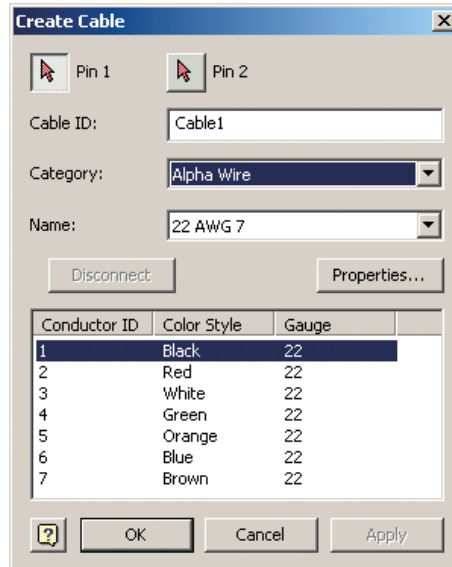 Create Cable
Pin 1 Pin 2
Cable ID: Cable1
Category: Alpha Wire
Name: 22 AWG 7
Disconnect Properties...
Conductor ID Color Style Gauge
1 Black 22
2 Red 22
3 White 22
4 Green 22
5 Orange 22
6 Blue 22
7 Brown 22
? OK Cancel Apply